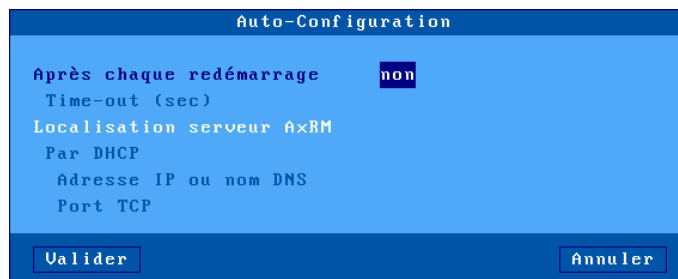 Auto-Configuration
Après chaque redémarrage non
Time-out (sec)
Localisation serveur AxRM
Par DHCP
Adresse IP ou nom DNS
Port TCP
Valider Annuler